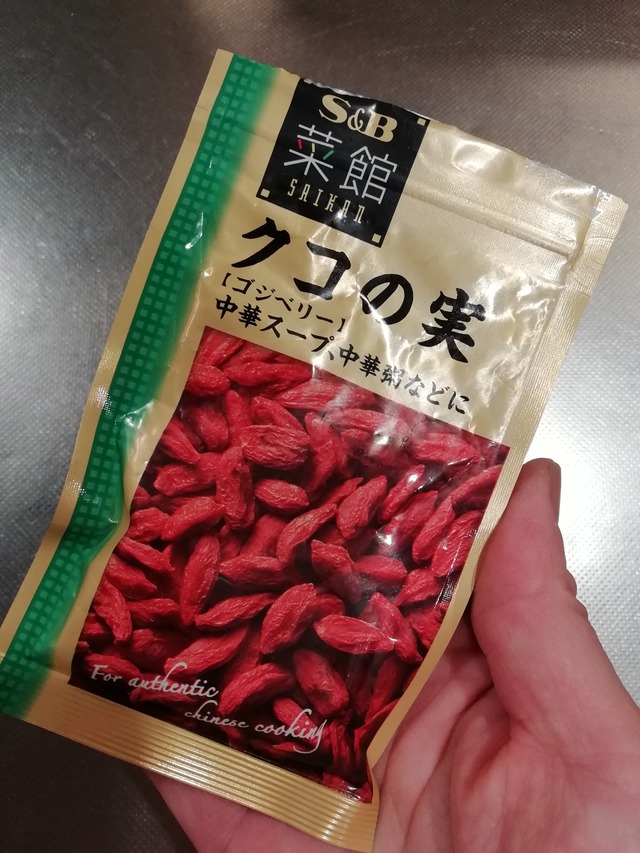 S&B
菜館
SAIKAN
クコの実
【ゴジベリー】
中華スープ、中華粥などに
For authentic
chinese cooking